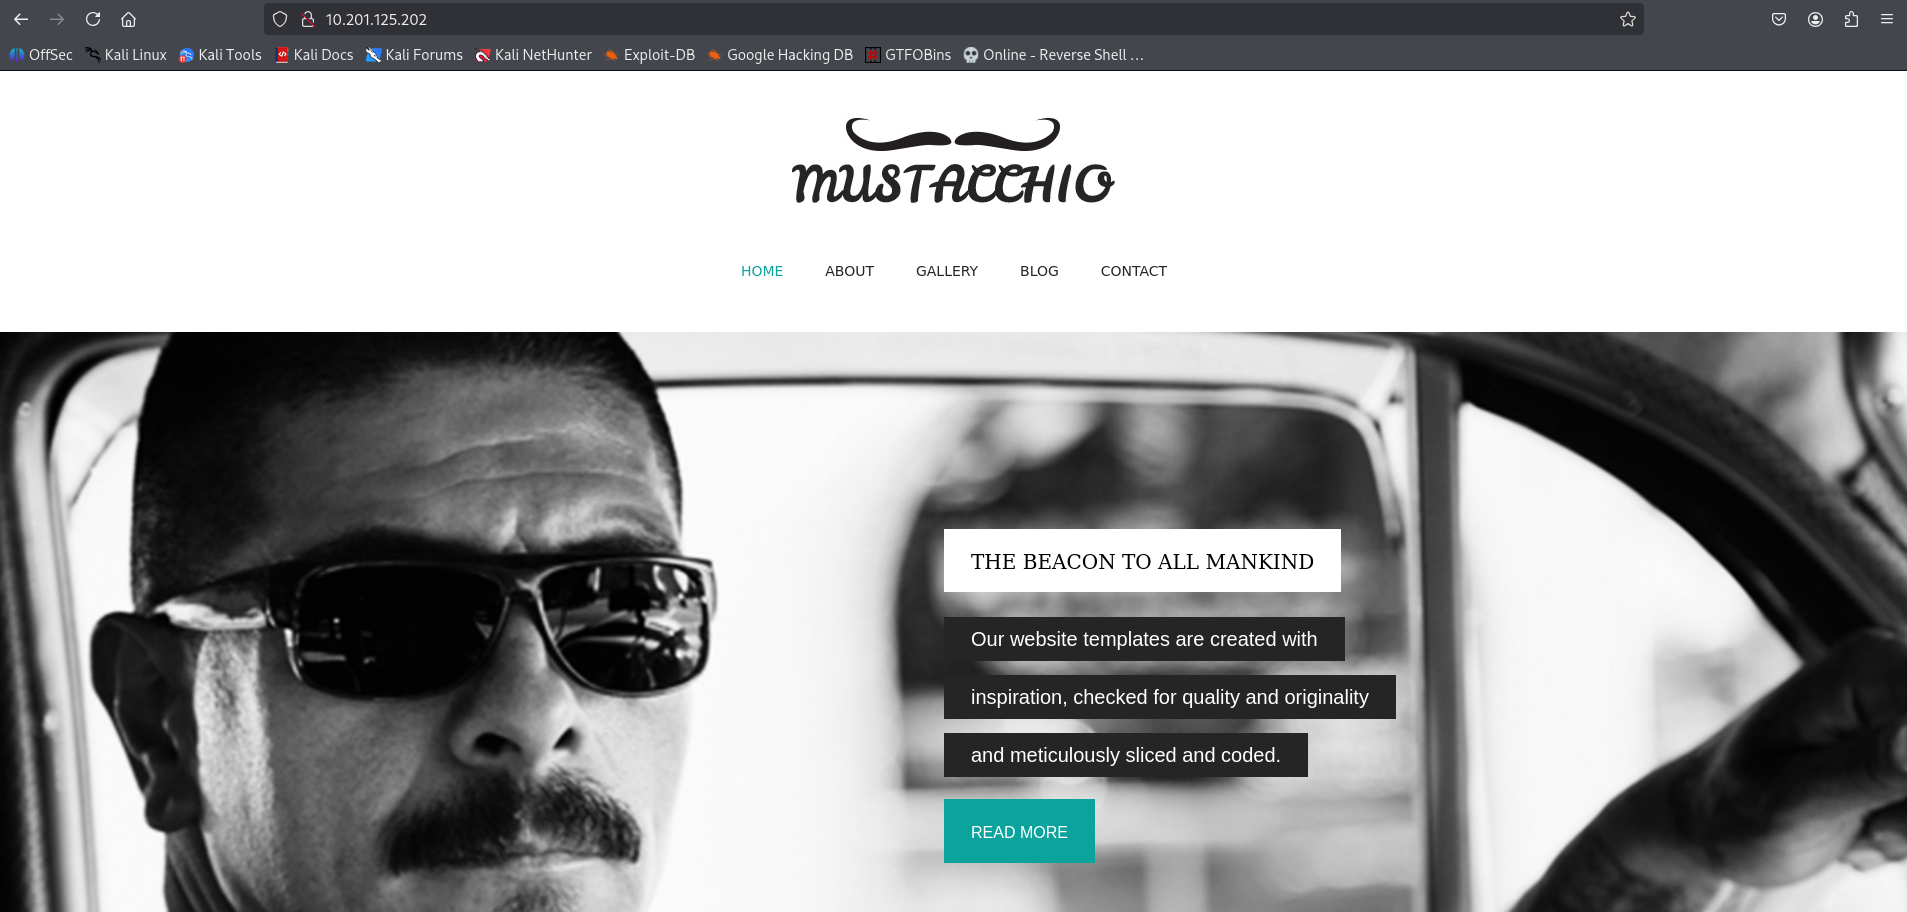 10.201.125.202
OffSec Kali Linux Kali Tools Kali Docs Kali Forums Kali NetHunter Exploit-DB Google Hacking DB GTFOBins Online - Reverse Shell …
MUSTACCHIO
HOME ABOUT GALLERY BLOG CONTACT
THE BEACON TO ALL MANKIND
Our website templates are created with
inspiration, checked for quality and originality
and meticulously sliced and coded.
READ MORE